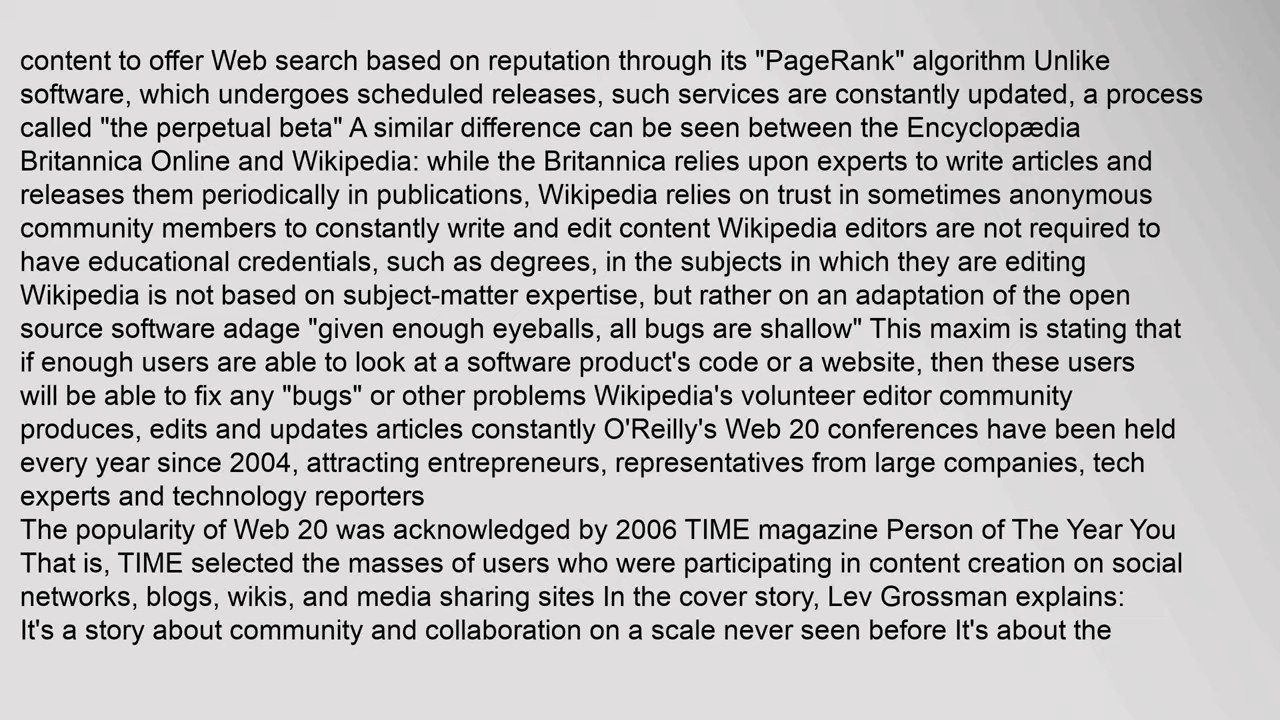 content to offer Web search based on reputation through its "PageRank" algorithm Unlike
software, which undergoes scheduled releases, such services are constantly updated, a process
called "the perpetual beta" A similar difference can be seen between the Encyclopædia
Britannica Online and Wikipedia: while the Britannica relies upon experts to write articles and
releases them periodically in publications, Wikipedia relies on trust in sometimes anonymous
community members to constantly write and edit content Wikipedia editors are not required to
have educational credentials, such as degrees, in the subjects in which they are editing
Wikipedia is not based on subject-matter expertise, but rather on an adaptation of the open
source software adage "given enough eyeballs, all bugs are shallow" This maxim is stating that
if enough users are able to look at a software product's code or a website, then these users
will be able to fix any "bugs" or other problems Wikipedia's volunteer editor community
produces, edits and updates articles constantly O'Reilly's Web 20 conferences have been held
every year since 2004, attracting entrepreneurs, representatives from large companies, tech
experts and technology reporters
The popularity of Web 20 was acknowledged by 2006 TIME magazine Person of The Year You
That is, TIME selected the masses of users who were participating in content creation on social
networks, blogs, wikis, and media sharing sites In the cover story, Lev Grossman explains:
It's a story about community and collaboration on a scale never seen before It's about the